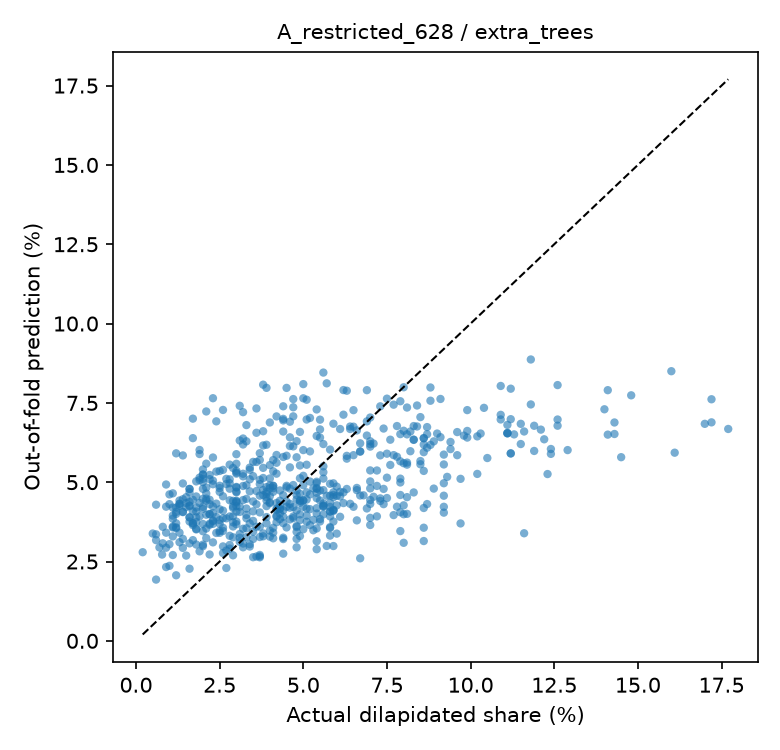 A_restricted_628 / extra_trees
17.5
15.0
12.5
10.0
7.5
5.0
2.5
0.0
Out-of-fold prediction (%)
0.0 2.5 5.0 7.5 10.0 12.5 15.0 17.5
Actual dilapidated share (%)